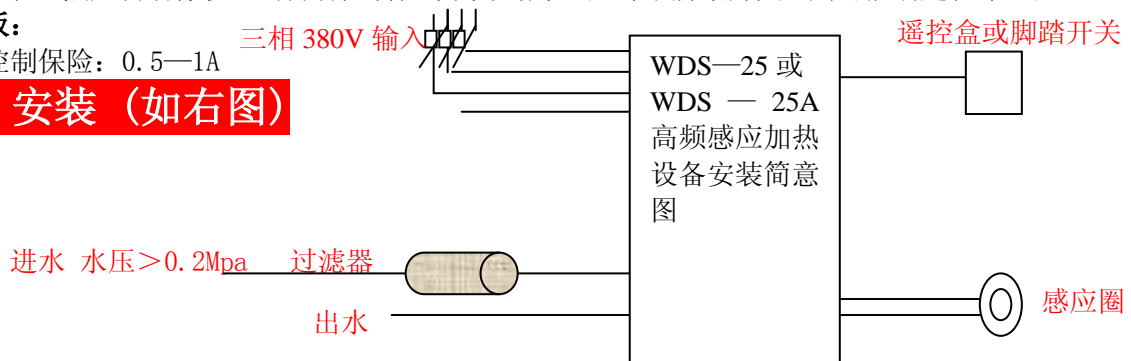 板：
控制保险：0.5—1A
安装（如右图）
三相 380V 输入
遥控盒或脚踏开关
WDS—25 或
WDS — 25A
高频感应加热
设备安装简意
图
进水 水压＞0.2Mpa 过滤器
出水
感应圈